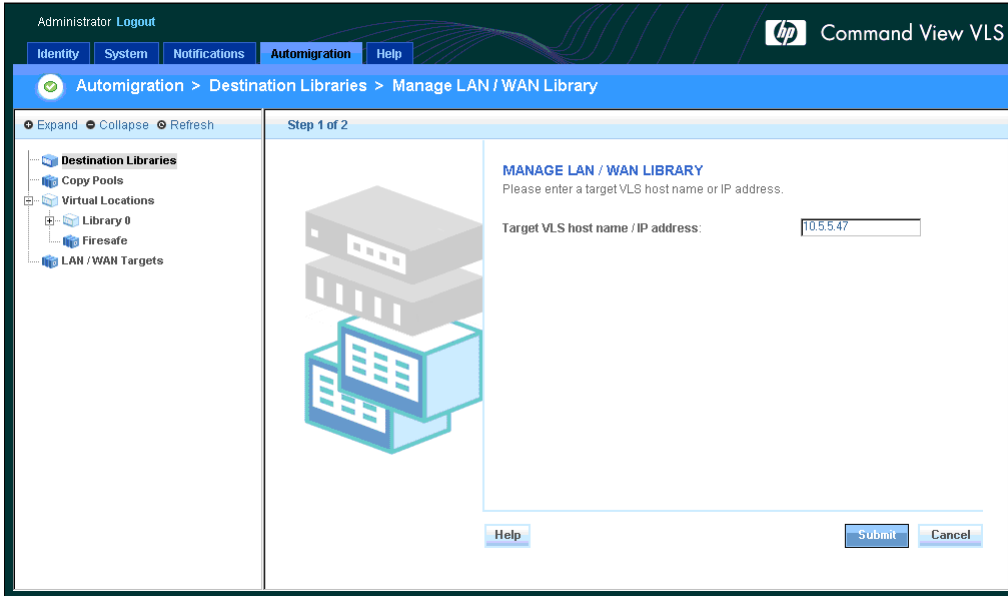 Administrator Logout
hp Command View VLS
Identity System Notifications Automigration Help
Automigration > Destination Libraries > Manage LAN / WAN Library
Expand Collapse Refresh
Step 1 of 2
Destination Libraries
Copy Pools
Virtual Locations
Library 0
Firesafe
LAN / WAN Targets
MANAGE LAN / WAN LIBRARY
Please enter a target VLS host name or IP address.
Target VLS host name / IP address: 10.5.5.47
Help Submit Cancel